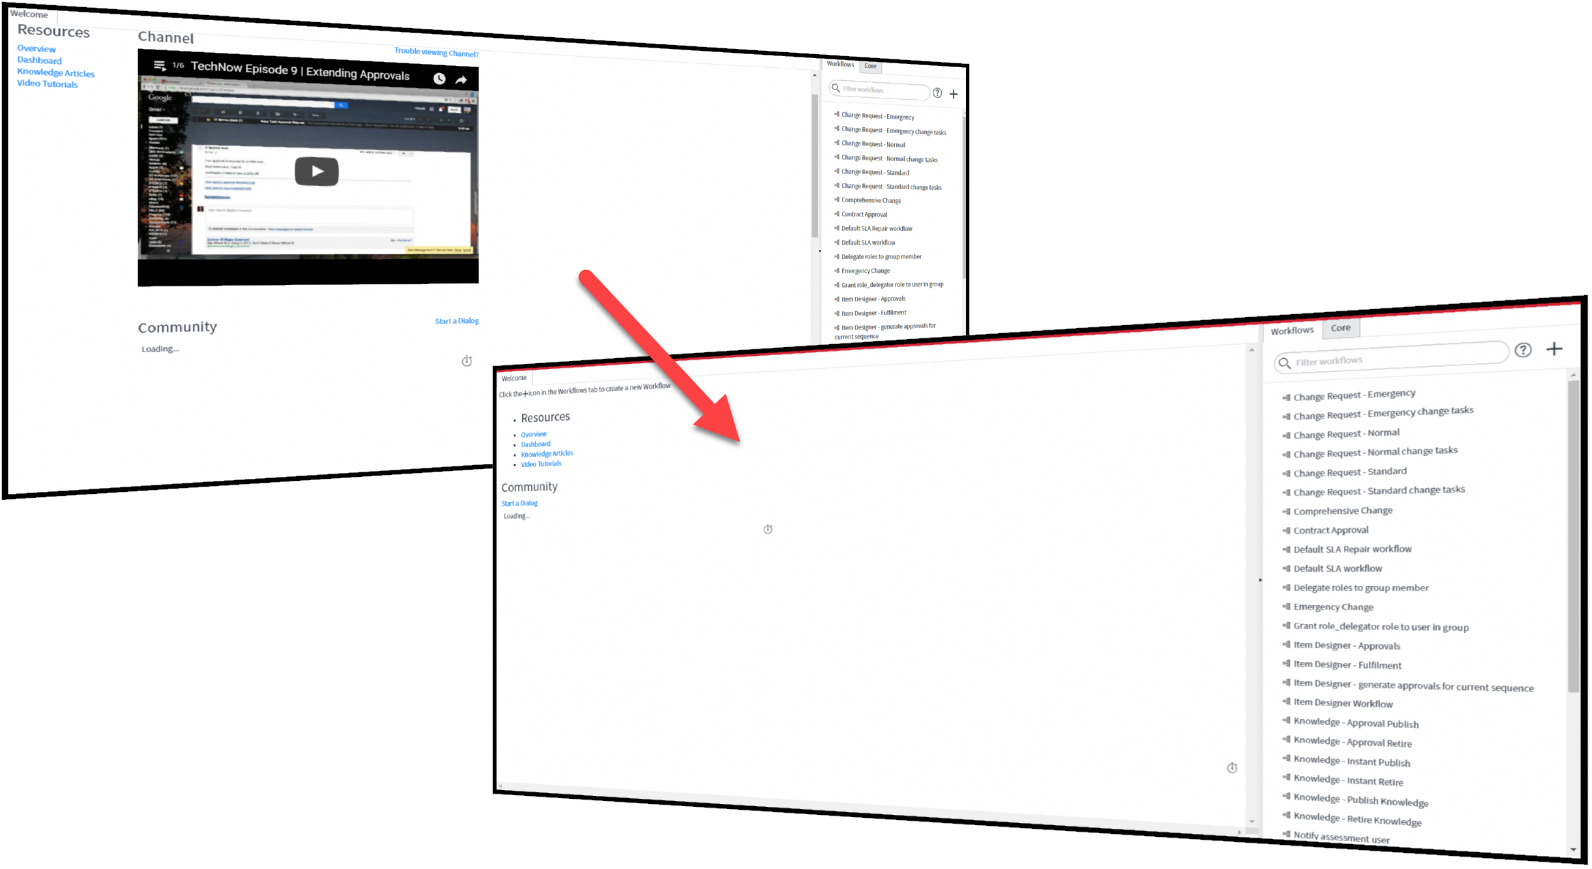 Welcome
Resources
Overview
Dashboard
Knowledge Articles
Video Tutorials
Channel
Trouble viewing Channel?
1/6 TechNow Episode 9 | Extending Approvals
Google
Community
Start a Dialog
Loading...
Workflows
Core
Filter workflows
Change Request - Emergency
Change Request - Emergency change tasks
Change Request - Normal
Change Request - Normal change tasks
Change Request - Standard
Change Request - Standard change tasks
Comprehensive Change
Contract Approval
Default SLA Repair workflow
Default SLA workflow
Delegate roles to group member
Emergency Change
Grant role_delegator role to user in group
Item Designer - Approvals
Item Designer - Fulfilment
Item Designer - generate approvals for
current sequence
Welcome
Click the + icon in the Workflows tab to create a new Workflow
Resources
Overview
Dashboard
Knowledge Articles
Video Tutorials
Community
Start a Dialog
Loading...
Workflows
Core
Filter workflows
Change Request - Emergency
Change Request - Emergency change tasks
Change Request - Normal
Change Request - Normal change tasks
Change Request - Standard
Change Request - Standard change tasks
Comprehensive Change
Contract Approval
Default SLA Repair workflow
Default SLA workflow
Delegate roles to group member
Emergency Change
Grant role_delegator role to user in group
Item Designer - Approvals
Item Designer - Fulfilment
Item Designer - generate approvals for current sequence
Item Designer Workflow
Knowledge - Approval Publish
Knowledge - Approval Retire
Knowledge - Instant Publish
Knowledge - Instant Retire
Knowledge - Publish Knowledge
Knowledge - Retire Knowledge
Notify assessment user